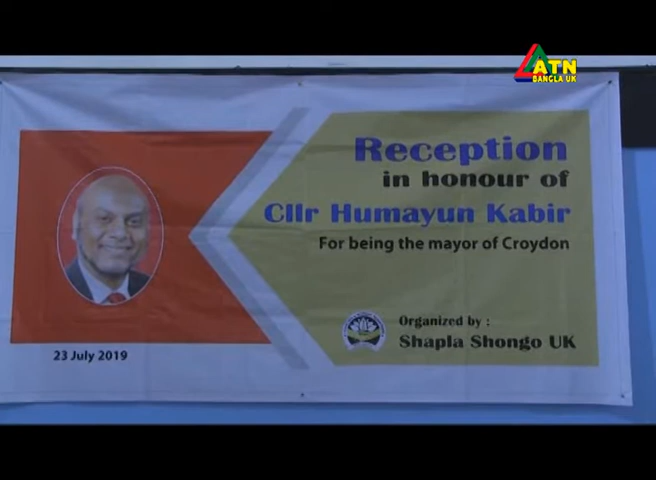 ATN
BANGLA UK
Reception
in honour of
Cllr Humayun Kabir
For being the mayor of Croydon
Organized by :
Shapla Shongo UK
23 July 2019